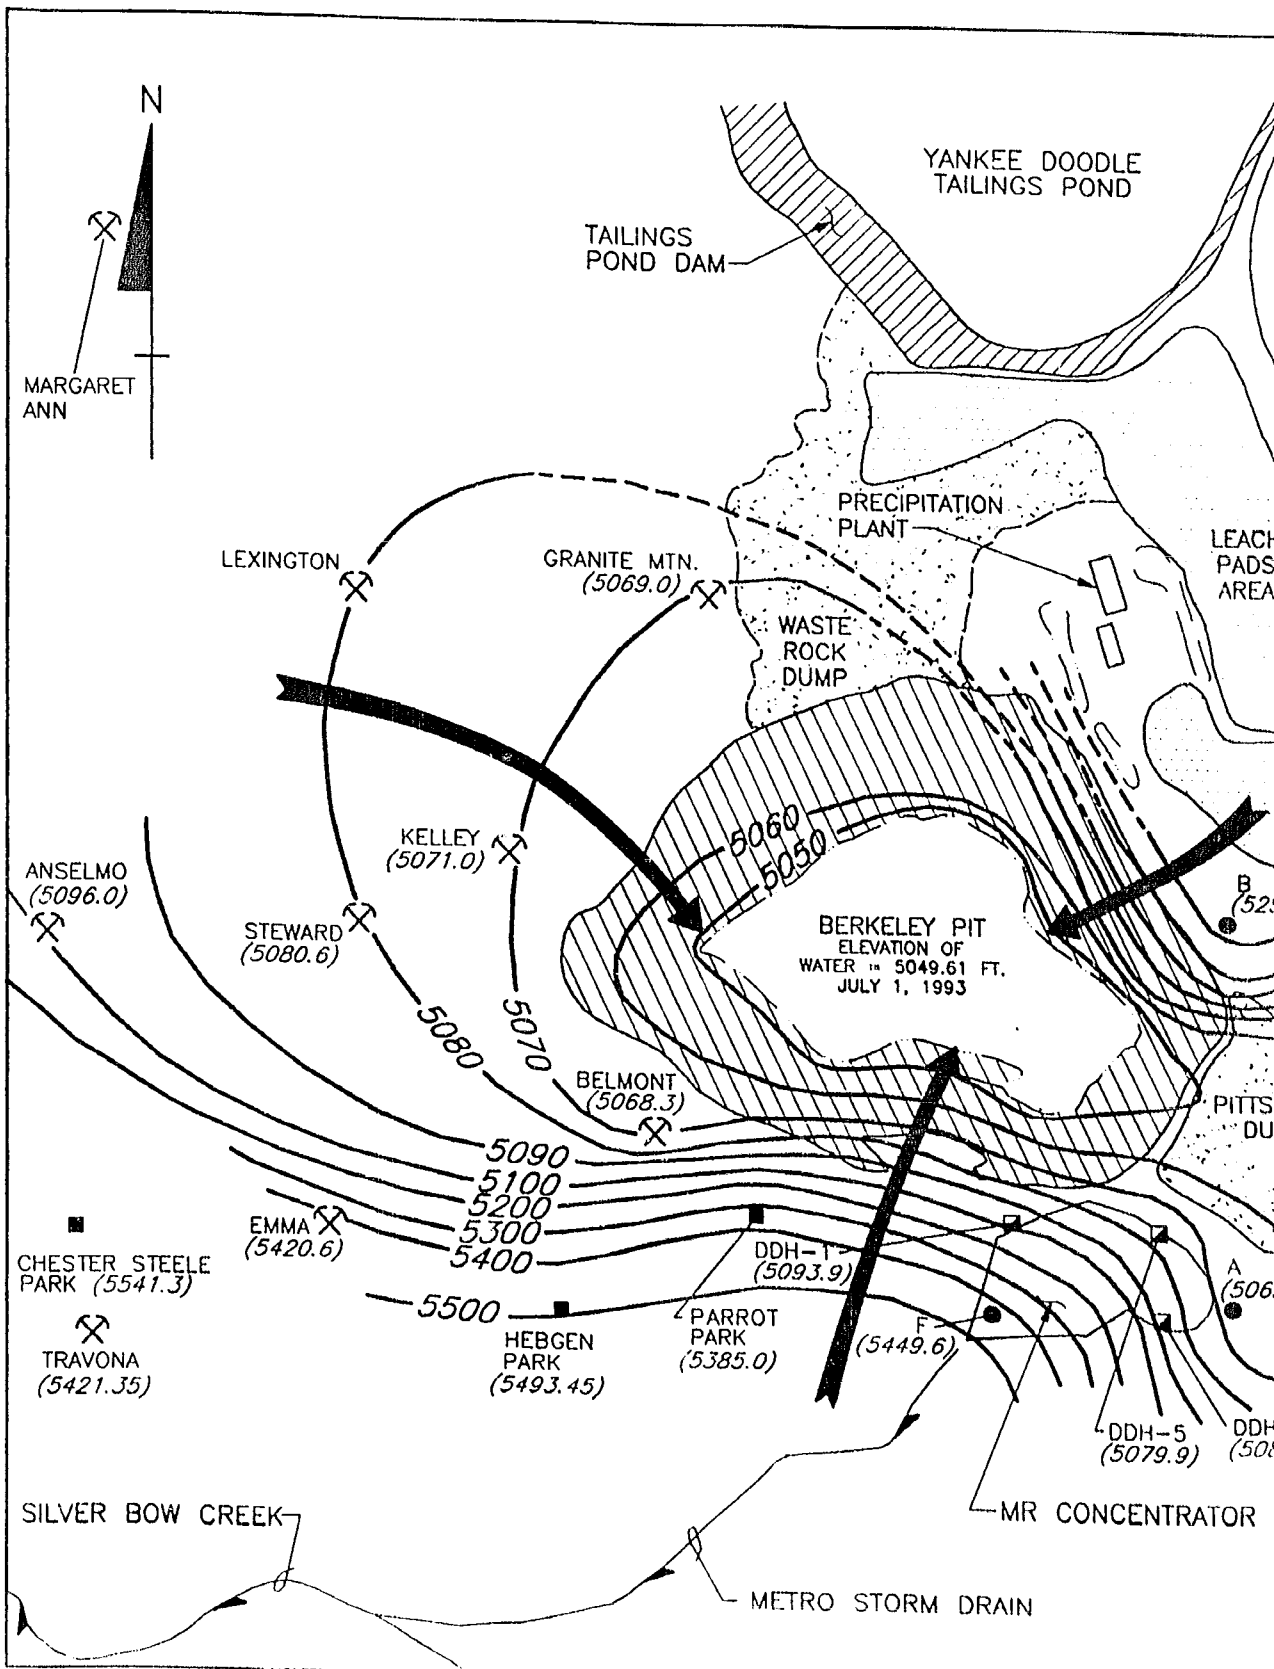 N
YANKEE DOODLE
TAILINGS POND
TAILINGS
POND DAM
MARGARET
ANN
PRECIPITATION
PLANT
LEACH
PADS
AREA
LEXINGTON
GRANITE MTN.
(5069.0)
WASTE
ROCK
DUMP
5060
5050
KELLEY
(5071.0)
ANSELMO
(5096.0)
STEWARD
(5080.6)
B
BERKELEY PIT
ELEVATION OF
WATER = 5049.61 FT.
JULY 1, 1993
5080
5070
BELMONT
(5068.3)
PITTS
DU
5090
5100
5200
5300
5400
5500
EMMA
(5420.6)
CHESTER STEELE
PARK (5541.3)
DDH-1
(5093.9)
A
TRAVONA
(5421.35)
HEBGEN
PARK
(5493.45)
PARROT
PARK
(5385.0)
F
(5449.6)
DDH-5
(5079.9)
DDH
SILVER BOW CREEK
MR CONCENTRATOR
METRO STORM DRAIN